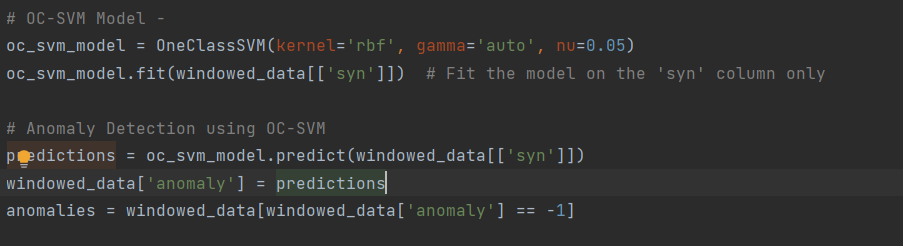 # OC-SVM Model -
oc_svm_model = OneClassSVM(kernel='rbf', gamma='auto', nu=0.05)
oc_svm_model.fit(windowed_data[['syn']])  # Fit the model on the 'syn' column only
# Anomaly Detection using OC-SVM
predictions = oc_svm_model.predict(windowed_data[['syn']])
windowed_data['anomaly'] = predictions
anomalies = windowed_data[windowed_data['anomaly'] == -1]